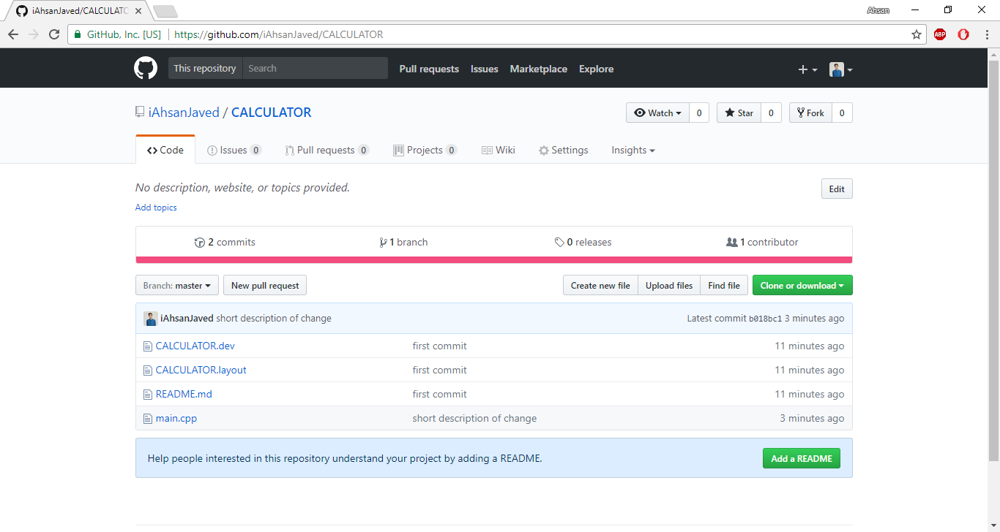 iAhsanJaved/CALCULATO
Ahsan
GitHub, Inc. [US] https://github.com/iAhsanJaved/CALCULATOR
ABP
This repository Search Pull requests Issues Marketplace Explore
iAhsanJaved / CALCULATOR
Watch 0 Star 0 Fork 0
Code Issues 0 Pull requests 0 Projects 0 Wiki Settings Insights
No description, website, or topics provided.
Edit
Add topics
2 commits 1 branch 0 releases 1 contributor
Branch: master New pull request Create new file Upload files Find file Clone or download
iAhsanJaved short description of change Latest commit b018bc1 3 minutes ago
CALCULATOR.dev first commit 11 minutes ago
CALCULATOR.layout first commit 11 minutes ago
README.md first commit 11 minutes ago
main.cpp short description of change 3 minutes ago
Help people interested in this repository understand your project by adding a README. Add a README